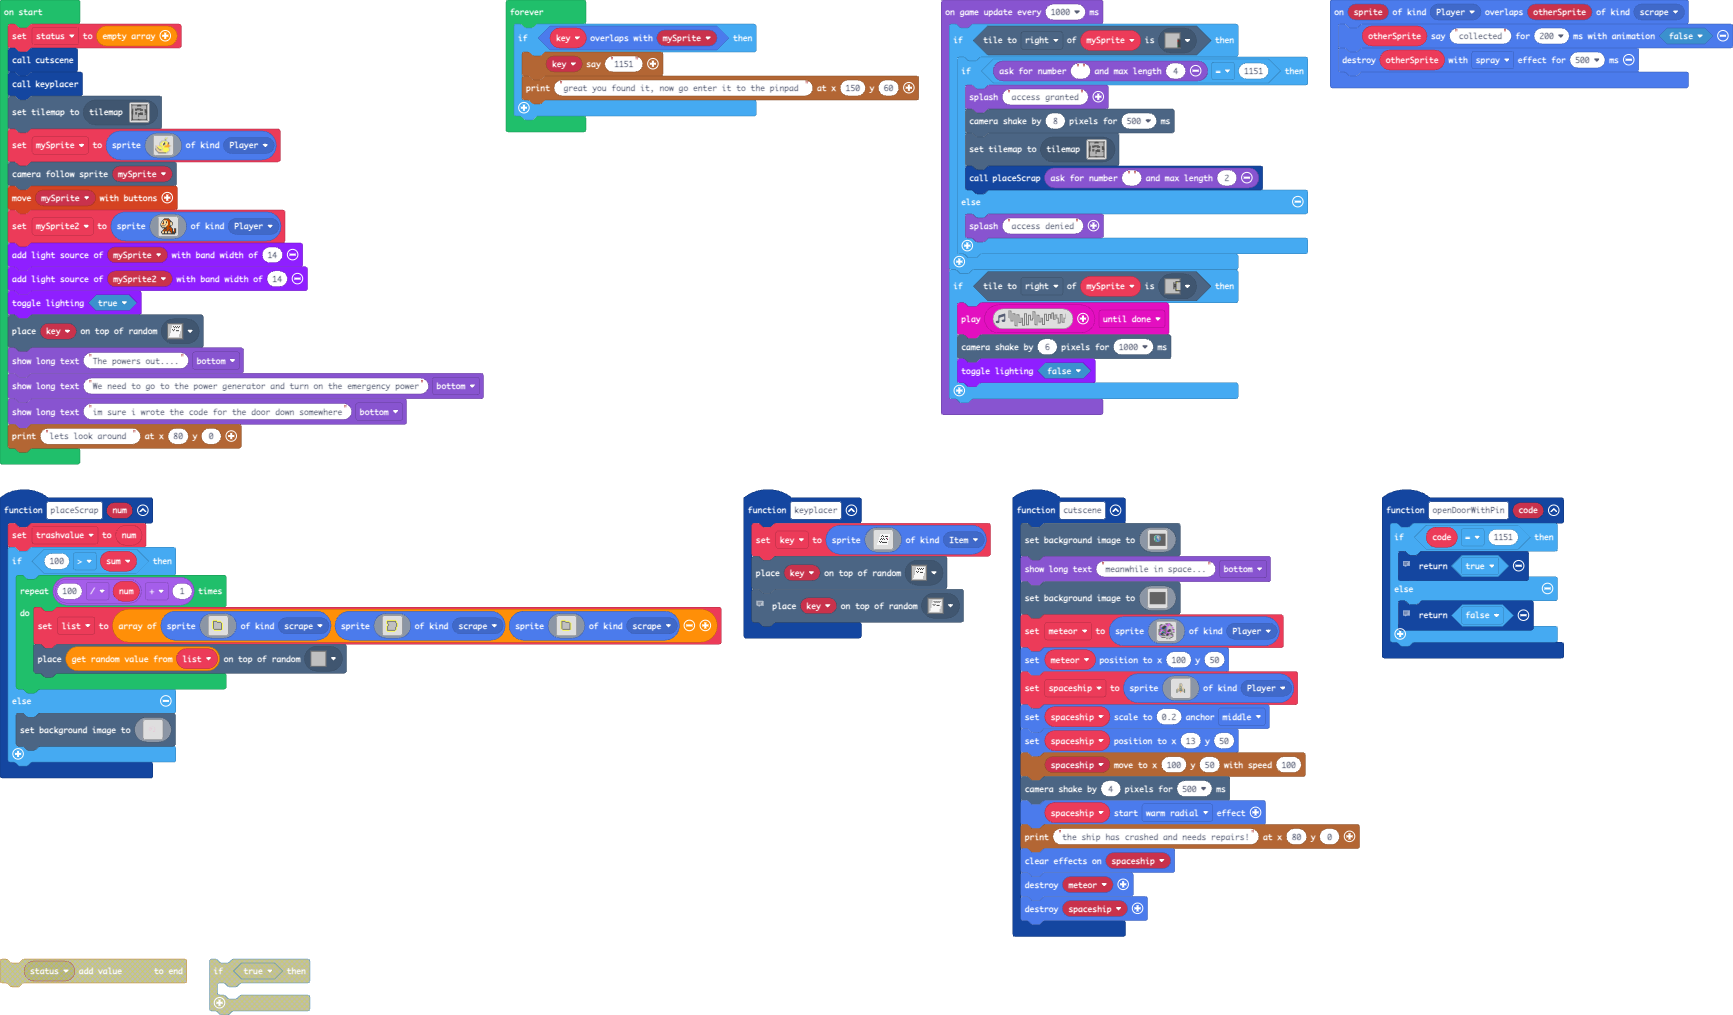 on start
set status to empty array
call cutscene
call keyplacer
set tilemap to tilemap
set mySprite to sprite of kind Player
camera follow sprite mySprite
move mySprite with buttons
set mySprite2 to sprite of kind Player
add light source of mySprite with band width of 14
add light source of mySprite2 with band width of 14
toggle lighting true
place key on top of random
show long text "The powers out...." bottom
show long text "We need to go to the power generator and turn on the emergency power" bottom
show long text "im sure i wrote the code for the door down somewhere" bottom
print "lets look around " at x 80 y 0
forever
if key overlaps with mySprite then
key say "1151"
print " great you found it, now go enter it to the pinpad " at x 150 y 60
on game update every 1000 ms
if tile to right of mySprite is then
if ask for number "" and max length 4 = 1151 then
splash "access granted"
camera shake by 8 pixels for 500 ms
set tilemap to tilemap
call placeScrap ask for number "" and max length 2
else
splash "access denied"
if tile to right of mySprite is then
play until done
camera shake by 6 pixels for 1000 ms
toggle lighting false
on sprite of kind Player overlaps otherSprite of kind scrape
otherSprite say "collected" for 200 ms with animation false
destroy otherSprite with spray effect for 500 ms
function placeScrap num
set trashvalue to num
if 100 > sum then
repeat 100 / num + 1 times
do
set list to array of sprite of kind scrape sprite of kind scrape sprite of kind scrape
place get random value from list on top of random
else
set background image to
function keyplacer
set key to sprite of kind Item
place key on top of random
place key on top of random
function cutscene
set background image to
show long text "meanwhile in space..." bottom
set background image to
set meteor to sprite of kind Player
set meteor position to x 100 y 50
set spaceship to sprite of kind Player
set spaceship scale to 0.2 anchor middle
set spaceship position to x 13 y 50
spaceship move to x 100 y 50 with speed 100
camera shake by 4 pixels for 500 ms
spaceship start warm radial effect
print "the ship has crashed and needs repairs!" at x 80 y 0
clear effects on spaceship
destroy meteor
destroy spaceship
function openDoorWithPin code
if code = 1151 then
return true
else
return false
status add value to end
if true then